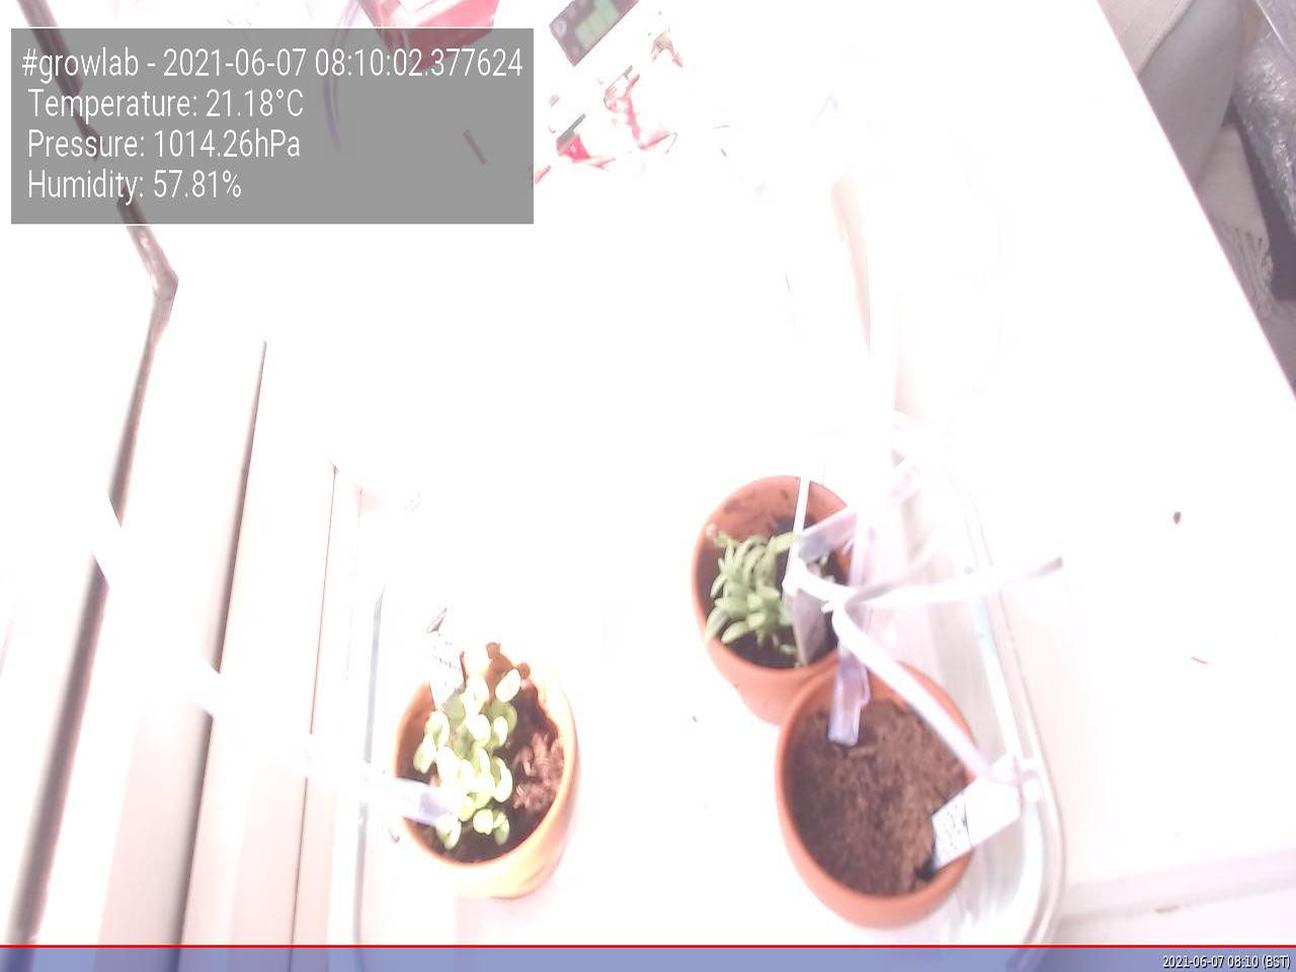 #growlab - 2021-06-07 08:10:02.377624
Temperature: 21.18°C
Pressure: 1014.26hPa
Humidity: 57.81%
2021-06-07 08:10 (BST)